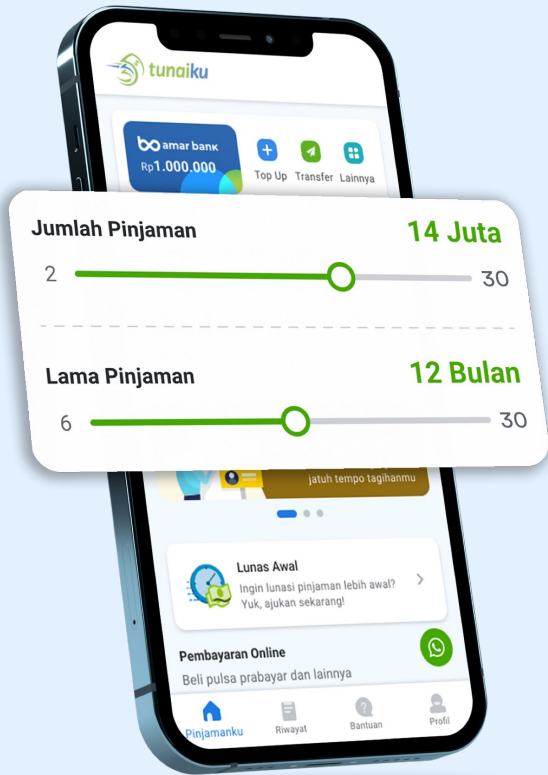 tunaiku
amar bank
Rp1.000.000
Top Up Transfer Lainnya
Jumlah Pinjaman 14 Juta
2 30
Lama Pinjaman 12 Bulan
6 30
jatuh tempo tagihanmu
Lunas Awal
Ingin lunasi pinjaman lebih awal?
Yuk, ajukan sekarang!
Pembayaran Online
Beli pulsa prabayar dan lainnya
Pinjamanku Riwayat Bantuan Profil